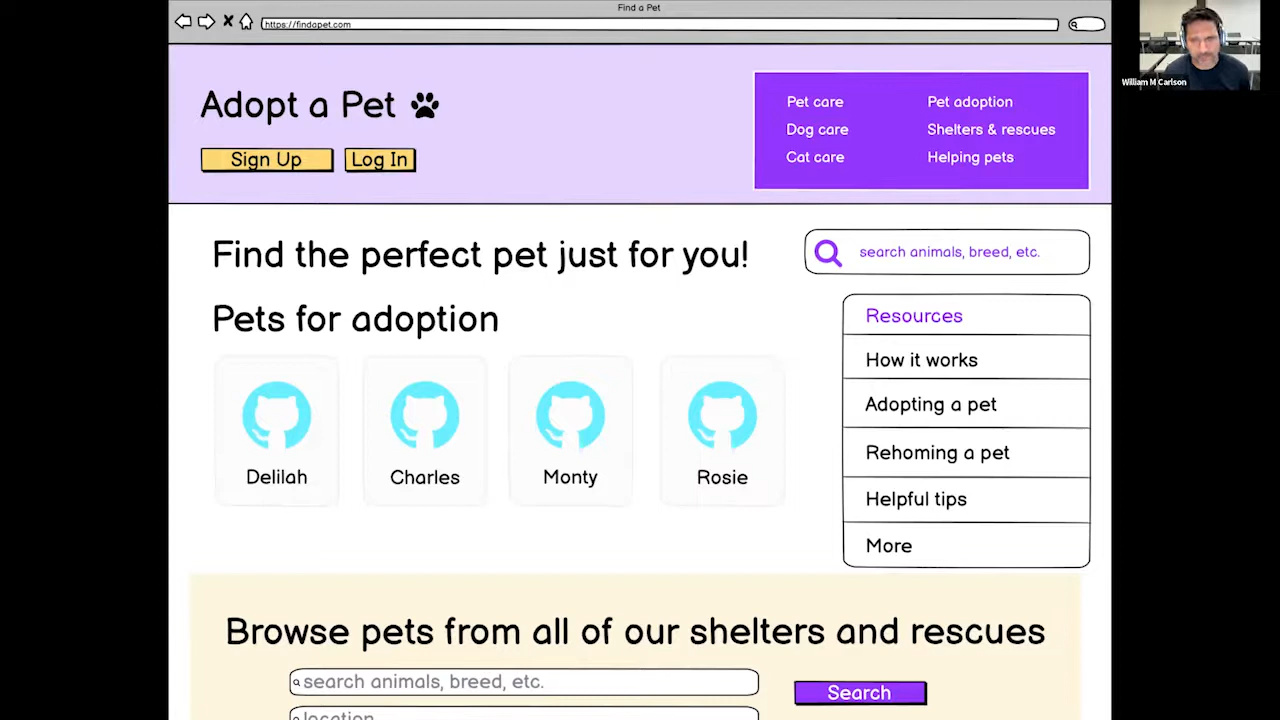 Find a Pet
https://findapet.com
William M Carlson
Adopt a Pet
Sign Up
Log In
Pet care
Pet adoption
Dog care
Shelters & rescues
Cat care
Helping pets
Find the perfect pet just for you!
search animals, breed, etc.
Pets for adoption
Delilah
Charles
Monty
Rosie
Resources
How it works
Adopting a pet
Rehoming a pet
Helpful tips
More
Browse pets from all of our shelters and rescues
search animals, breed, etc.
Search
location